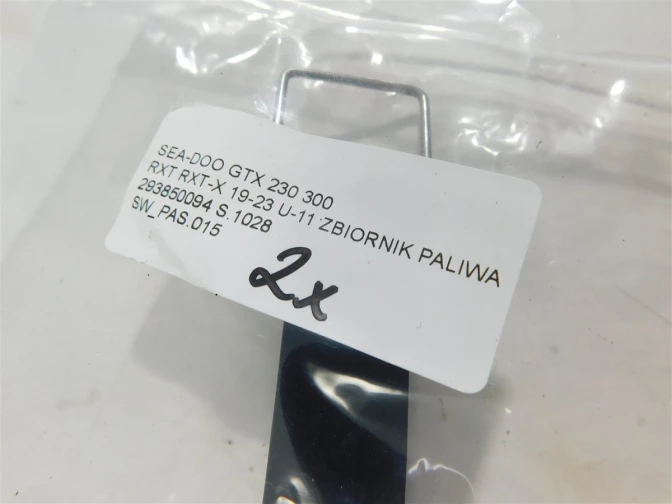 SEA-DOO GTX 230 300
RXT RXT-X 19-23 U-11 ZBIORNIK PALIWA
293850094 S.1028
SW_PAS.015
2x